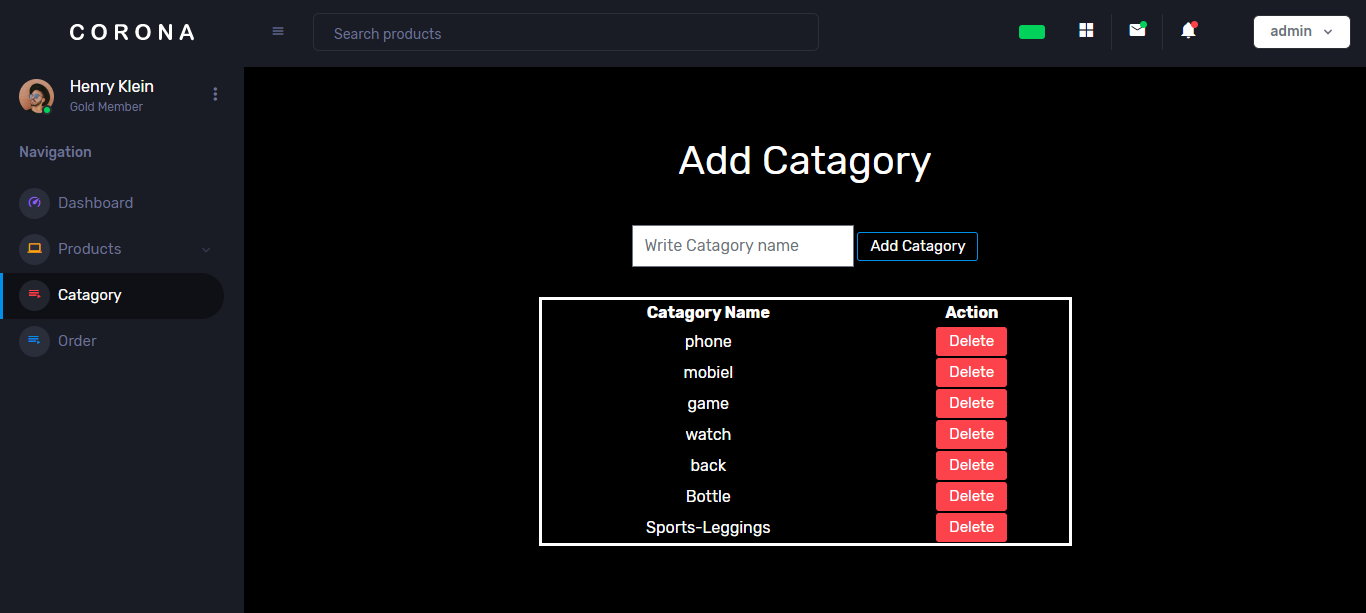 CORONA
Search products
admin
Henry Klein
Gold Member
Navigation
Dashboard
Products
Catagory
Order
Add Catagory
Write Catagory name Add Catagory
Catagory Name Action
phone Delete
mobiel Delete
game Delete
watch Delete
back Delete
Bottle Delete
Sports-Leggings Delete